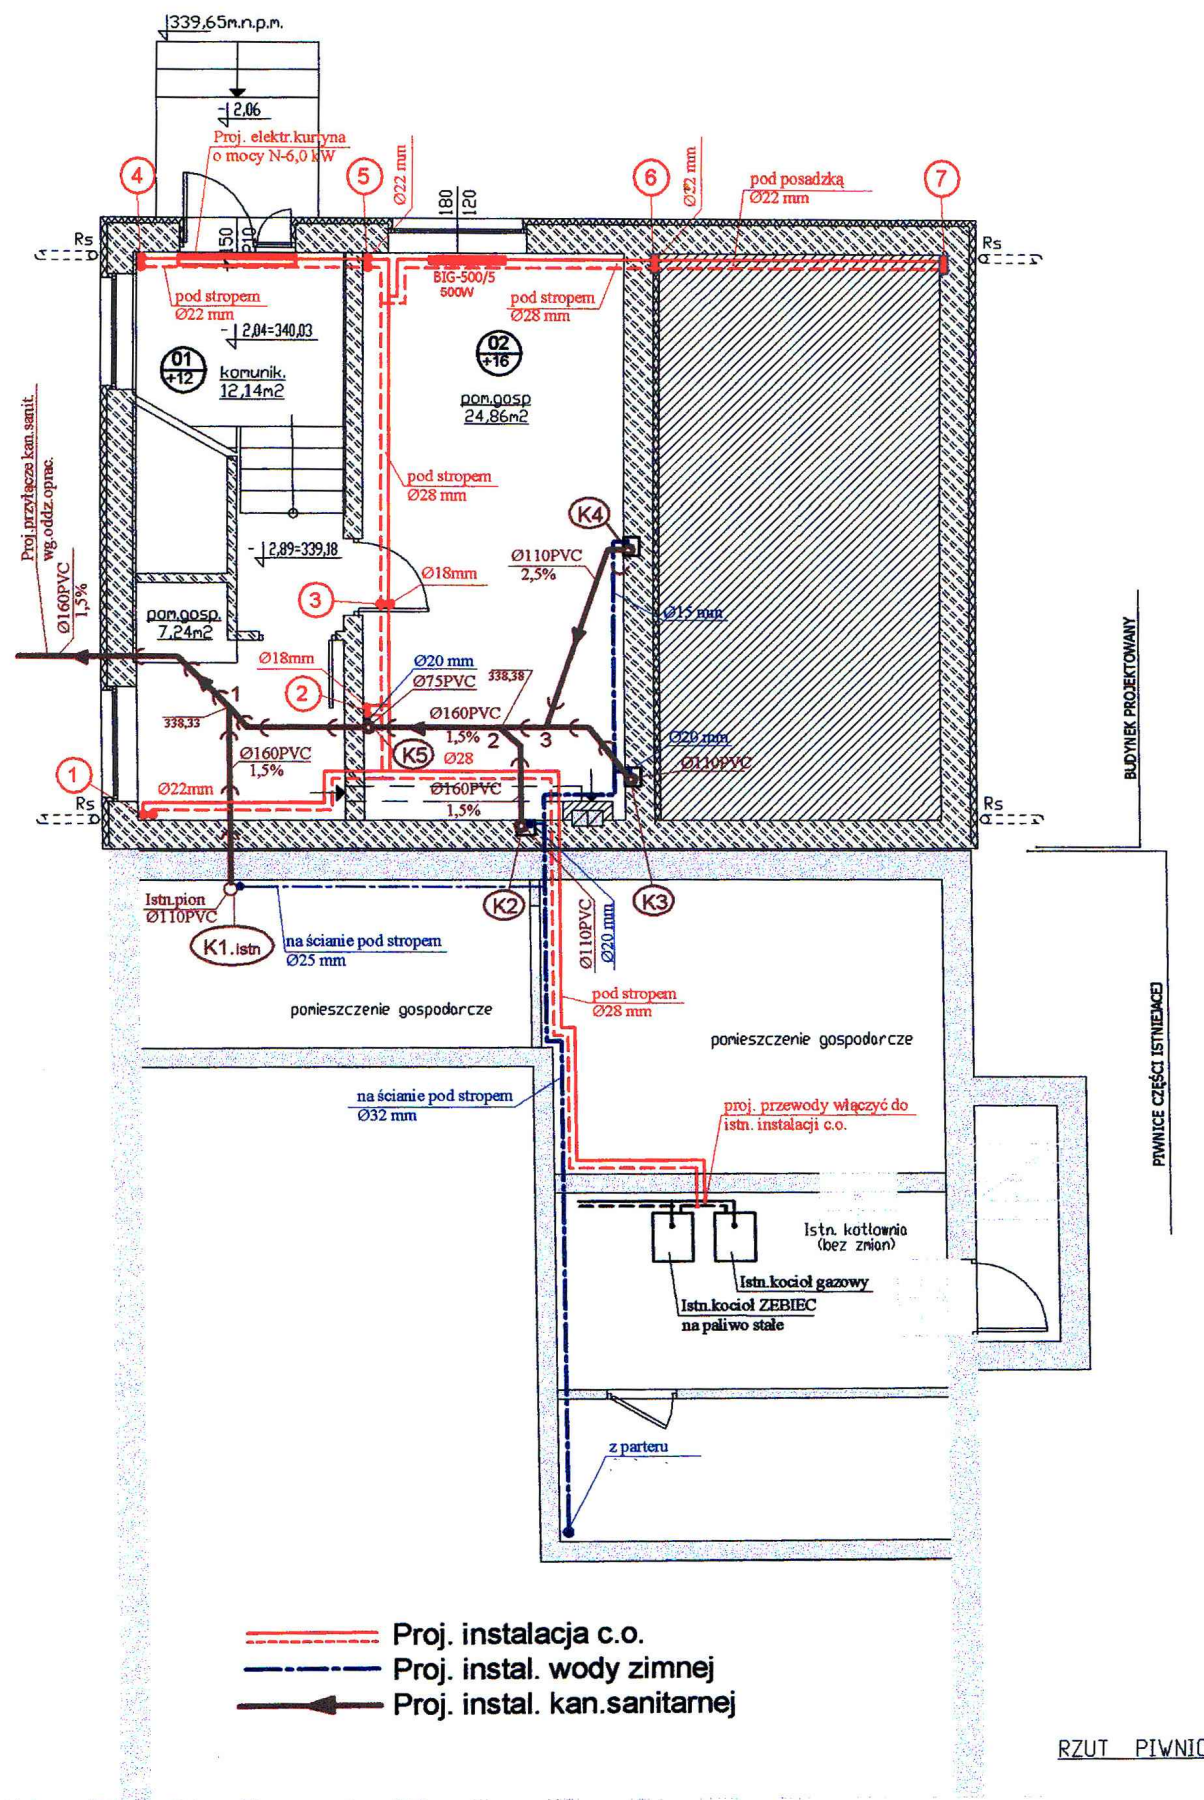 339,65m.n.p.m.
2,06
Proj. elektr.kurtyna
o mocy N-6,0 kW
4
5
Ø22 mm
180
120
6
Ø22 mm
pod posadzką
Ø22 mm
7
Rs
150
210
Rs
pod stropem
Ø22 mm
BIG-500/5
500W
pod stropem
Ø28 mm
- 2,04=340,03
01
+12
komunik.
12,14m2
02
+16
pom.gosp
24,86m2
Proj.przyłącze kan.sanit.
wg.oddz.oprac.
Ø160PVC
1,5%
pod stropem
Ø28 mm
K4
- 2,89=339,18
Ø110PVC
2,5%
3
Ø18mm
pom.gosp.
7,24m2
Ø15 mm
Ø18mm
Ø20 mm
Ø75PVC
338,38
2
1
338,33
Ø160PVC
1,5%
2
3
Ø20 mm
K5
Ø28
Ø110PVC
Ø160PVC
1,5%
1
Ø22mm
Ø160PVC
1,5%
Rs
Rs
BUDYNEK PROJEKTOWANY
Istn.pion
Ø110PVC
K1.istn
K2
K3
Ø110PVC
Ø20 mm
na ścianie pod stropem
Ø25 mm
pod stropem
Ø28 mm
pomieszczenie gospodarcze
pomieszczenie gospodarcze
PIWNICE CZĘŚCI ISTNIEJĄCEJ
na ścianie pod stropem
Ø32 mm
proj. przewody włączyć do
istn. instalacji c.o.
Istn. kotłownia
(bez zmian)
Istn.kocioł gazowy
Istn.kocioł ZEBIEC
na paliwo stałe
z parteru
Proj. instalacja c.o.
Proj. instal. wody zimnej
Proj. instal. kan.sanitarnej
RZUT PIWNIC